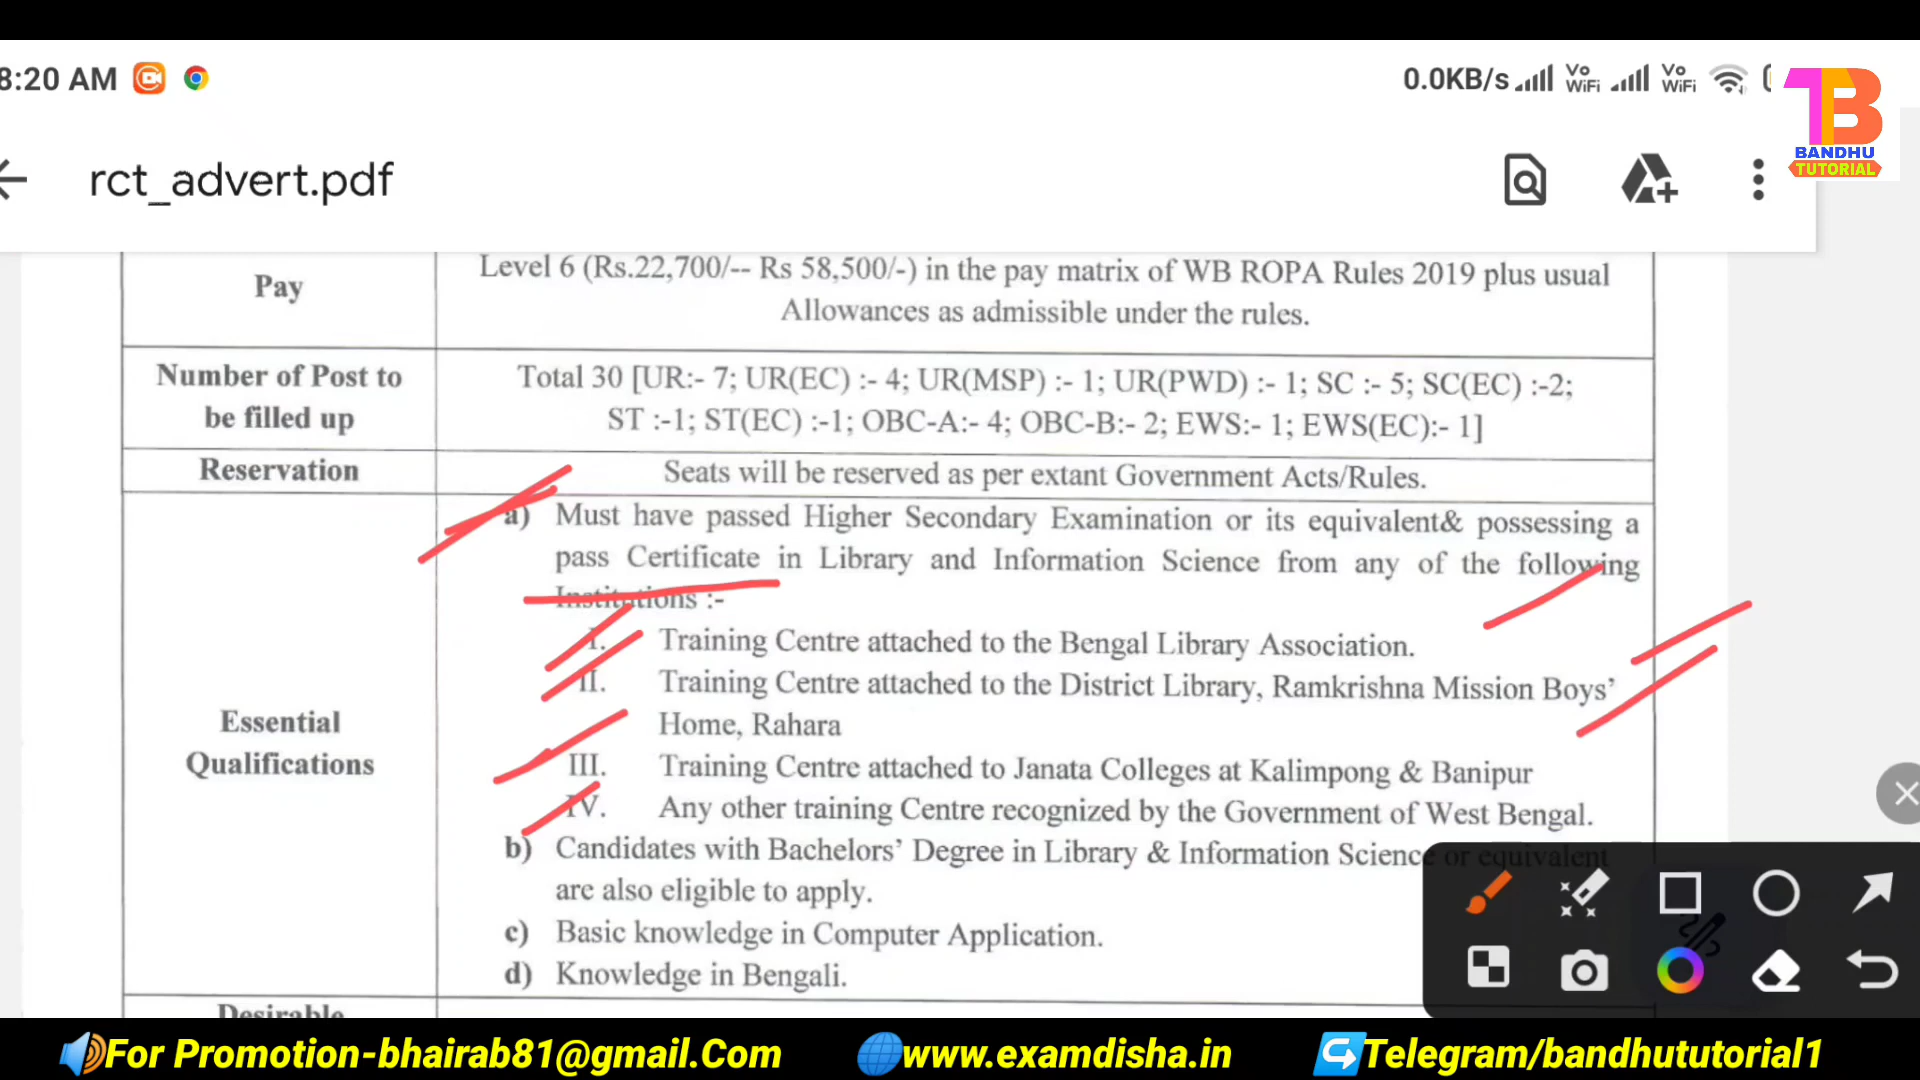 8:20 AM
0.0KB/s Vo WiFi Vo WiFi
TB
BANDHU
TUTORIAL
rct_advert.pdf
Pay
Level 6 (Rs.22,700/-- Rs 58,500/-) in the pay matrix of WB ROPA Rules 2019 plus usual
Allowances as admissible under the rules.
Number of Post to
be filled up
Total 30 [UR:- 7; UR(EC) :- 4; UR(MSP) :- 1; UR(PWD) :- 1; SC :- 5; SC(EC) :-2;
ST :-1; ST(EC) :-1; OBC-A:- 4; OBC-B:- 2; EWS:- 1; EWS(EC):- 1]
Reservation
Seats will be reserved as per extant Government Acts/Rules.
Essential
Qualifications
a) Must have passed Higher Secondary Examination or its equivalent& possessing a
pass Certificate in Library and Information Science from any of the following
Institutions :-
I. Training Centre attached to the Bengal Library Association.
II. Training Centre attached to the District Library, Ramkrishna Mission Boys’
Home, Rahara
III. Training Centre attached to Janata Colleges at Kalimpong & Banipur
IV. Any other training Centre recognized by the Government of West Bengal.
b) Candidates with Bachelors’ Degree in Library & Information Science or equivalent
are also eligible to apply.
c) Basic knowledge in Computer Application.
d) Knowledge in Bengali.
Desirable
For Promotion-bhairab81@gmail.Com
www.examdisha.in
Telegram/bandhututorial1